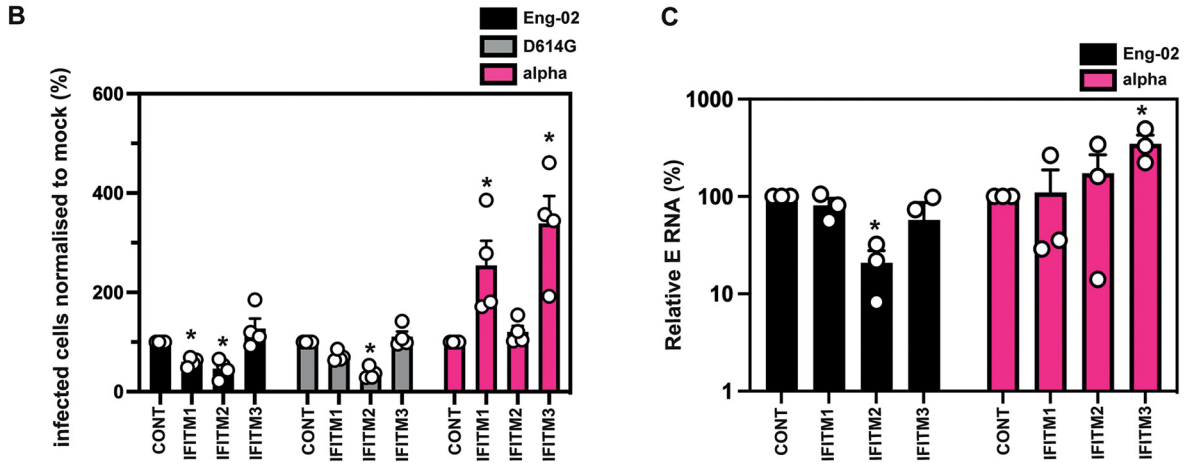 B
Eng-02
D614G
alpha
infected cells normalised to mock (%)
600
400
200
0
* * * * *
CONT IFITM1 IFITM2 IFITM3 CONT IFITM1 IFITM2 IFITM3 CONT IFITM1 IFITM2 IFITM3
C
Eng-02
alpha
Relative E RNA (%)
1000
100
10
1
* *
CONT IFITM1 IFITM2 IFITM3 CONT IFITM1 IFITM2 IFITM3